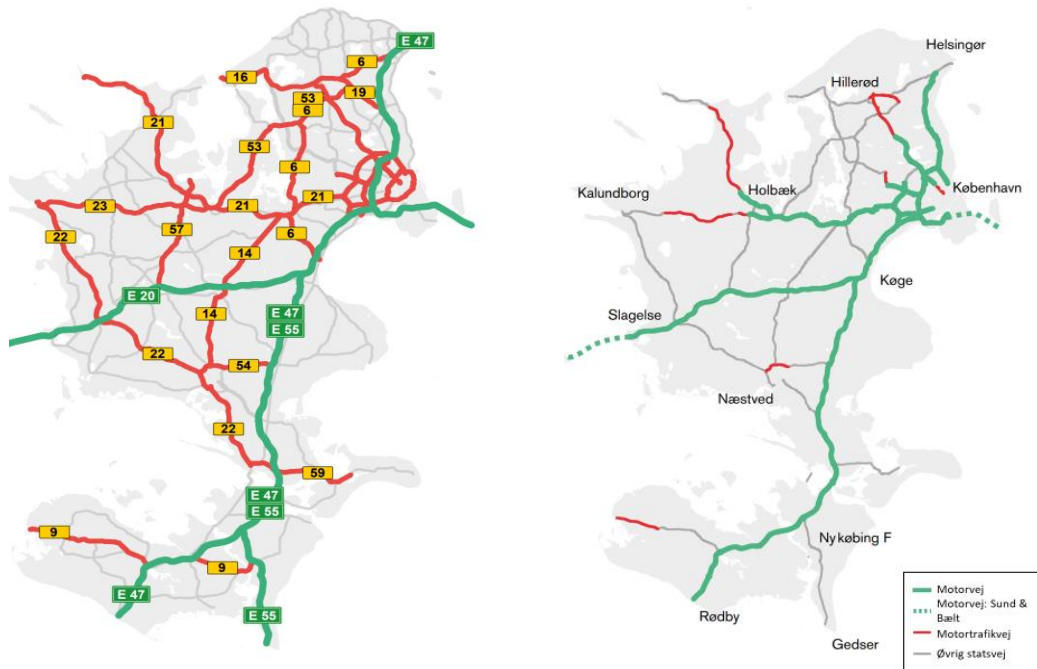 E 47
6
16
53
6
19
21
53
6
21
21
23
22
57
6
14
E 20
14
E 47
E 55
22
54
22
59
E 47
E 55
9
9
E 47
E 55
Helsingør
Hillerød
København
Holbæk
Kalundborg
Køge
Slagelse
Næstved
Nykøbing F
Rødby
Gedser
Motorvej
Motorvej: Sund &
Bælt
Motortrafikvej
Øvrig statsvej